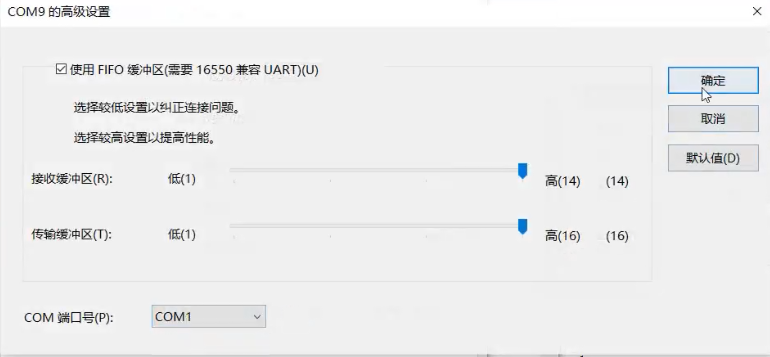 COM9 的高级设置
使用 FIFO 缓冲区(需要 16550 兼容 UART)(U)
确定
选择较低设置以纠正连接问题。
取消
选择较高设置以提高性能。
默认值(D)
接收缓冲区(R): 低(1) 高(14) (14)
传输缓冲区(T): 低(1) 高(16) (16)
COM 端口号(P): COM1